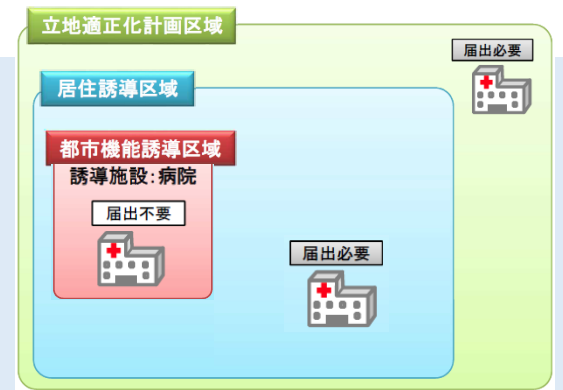 立地適正化計画区域
届出必要
居住誘導区域
都市機能誘導区域
誘導施設:病院
届出不要
届出必要